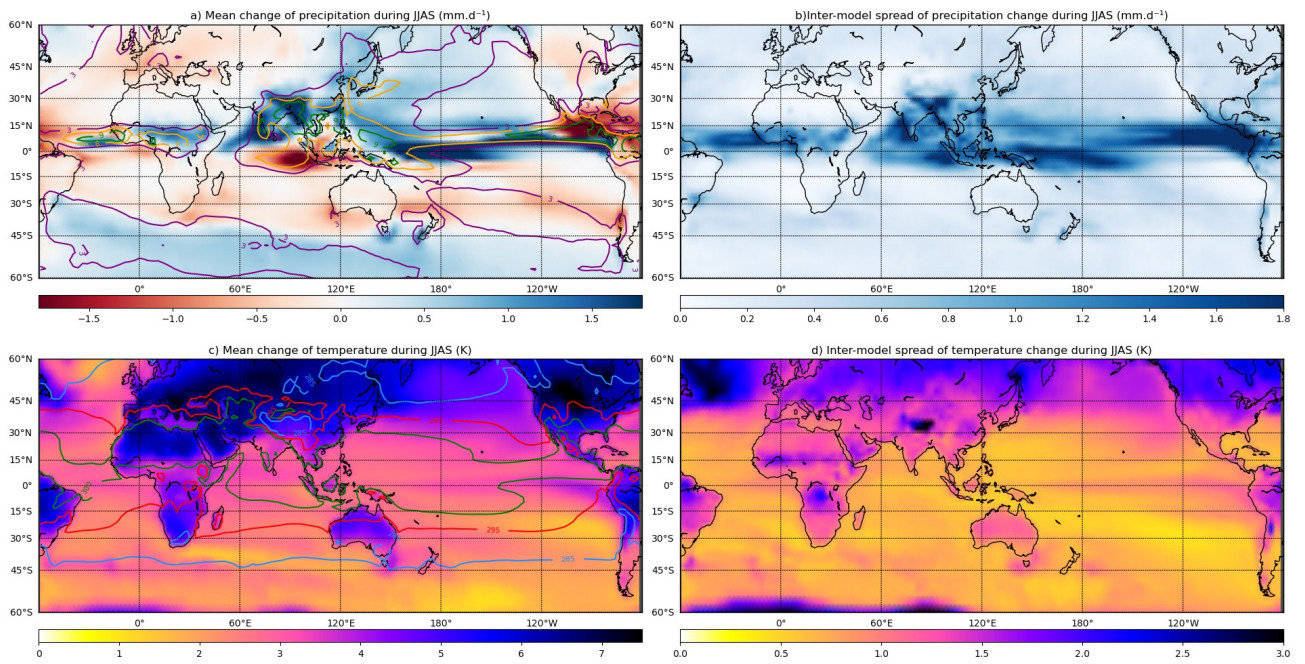 a) Mean change of precipitation during JJAS (mm.d⁻¹)
60°N
45°N
30°N
15°N
0°
15°S
30°S
45°S
60°S
0° 60°E 120°E 180° 120°W
−1.5 −1.0 −0.5 0.0 0.5 1.0 1.5
b)Inter-model spread of precipitation change during JJAS (mm.d⁻¹)
60°N
45°N
30°N
15°N
0°
15°S
30°S
45°S
60°S
0° 60°E 120°E 180° 120°W
0.0 0.2 0.4 0.6 0.8 1.0 1.2 1.4 1.6 1.8
c) Mean change of temperature during JJAS (K)
60°N
45°N
30°N
15°N
0°
15°S
30°S
45°S
60°S
285
300
295
285
0° 60°E 120°E 180° 120°W
0 1 2 3 4 5 6 7
d) Inter-model spread of temperature change during JJAS (K)
60°N
45°N
30°N
15°N
0°
15°S
30°S
45°S
60°S
0° 60°E 120°E 180° 120°W
0.0 0.5 1.0 1.5 2.0 2.5 3.0